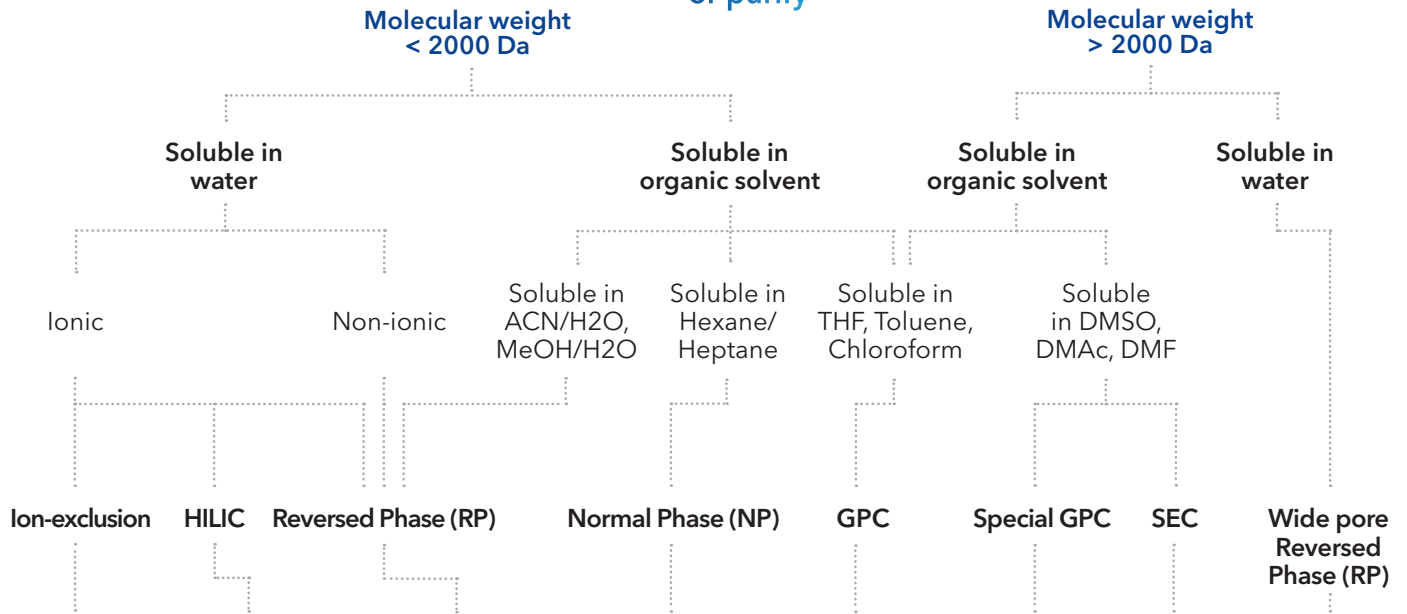 or purify
Molecular weight
< 2000 Da
Molecular weight
> 2000 Da
Soluble in
water
Soluble in
organic solvent
Soluble in
organic solvent
Soluble in
water
Ionic
Non-ionic
Soluble in
ACN/H2O,
MeOH/H2O
Soluble in
Hexane/
Heptane
Soluble in
THF, Toluene,
Chloroform
Soluble
in DMSO,
DMAc, DMF
Ion-exclusion
HILIC
Reversed Phase (RP)
Normal Phase (NP)
GPC
Special GPC
SEC
Wide pore
Reversed
Phase (RP)